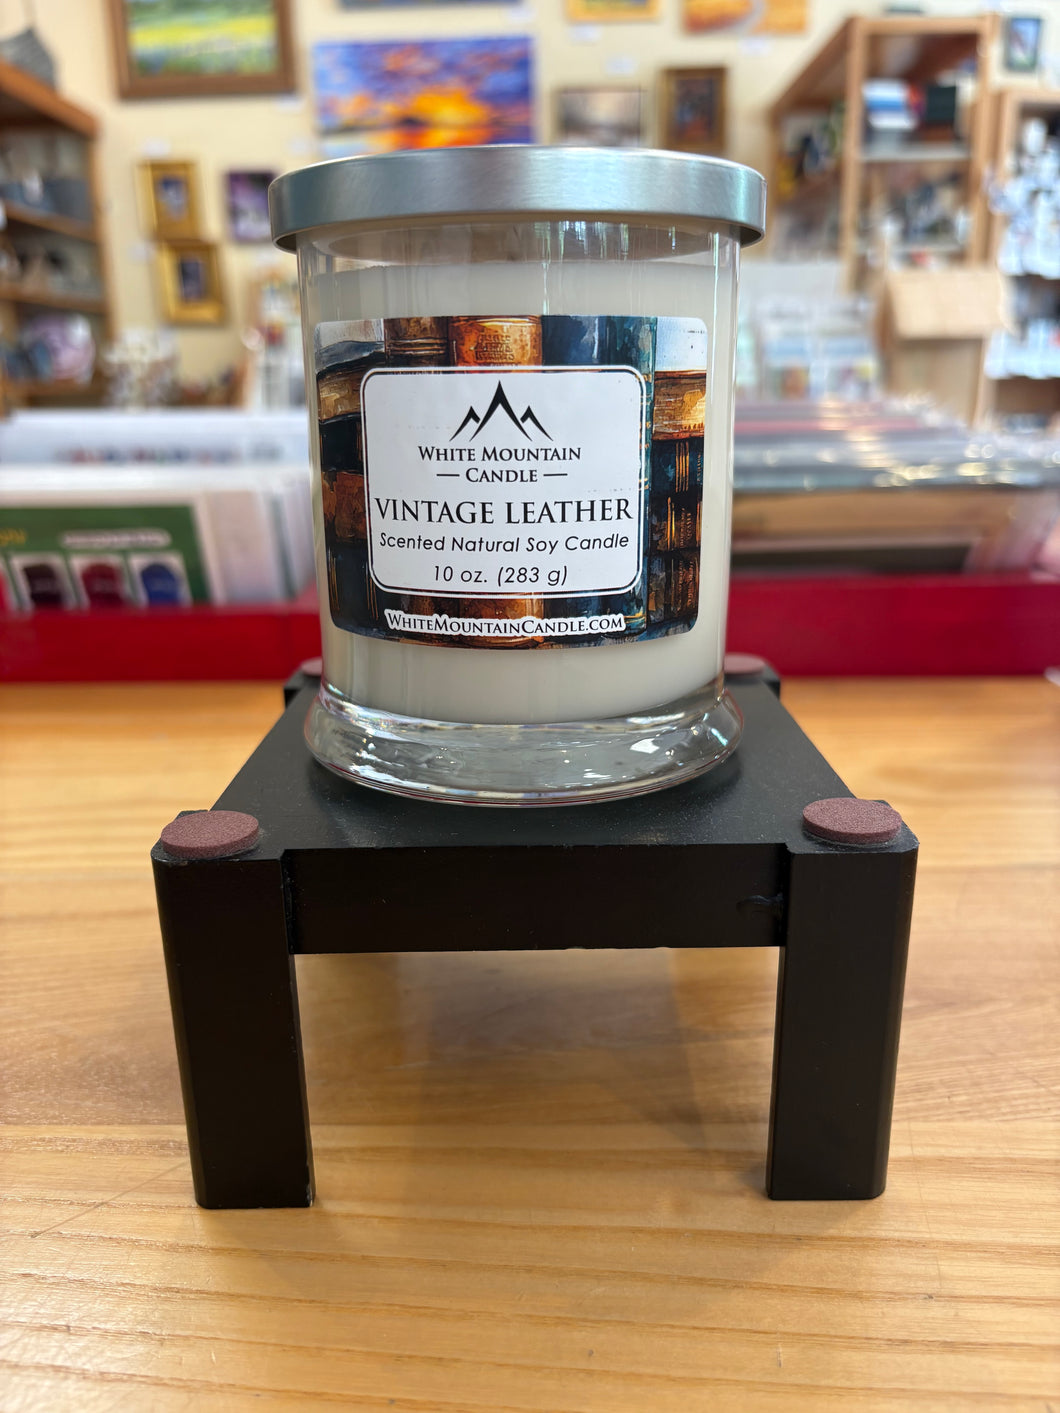 White Mountain
Candle
VINTAGE LEATHER
Scented Natural Soy Candle
10 oz. (283 g)
WhiteMountainCandle.com